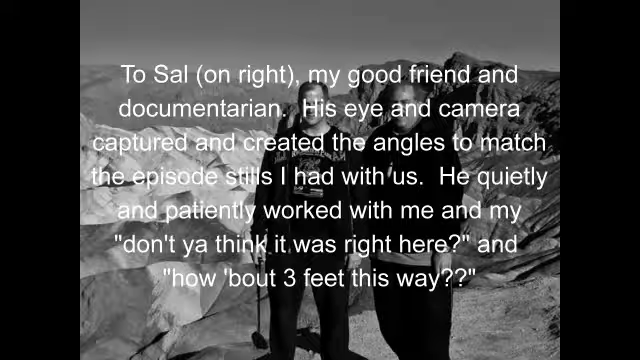 To Sal (on right), my good friend and
documentarian.  His eye and camera
captured and created the angles to match
the episode stills I had with us.  He quietly
and patiently worked with me and my
"don't ya think it was right here?" and
"how 'bout 3 feet this way??"